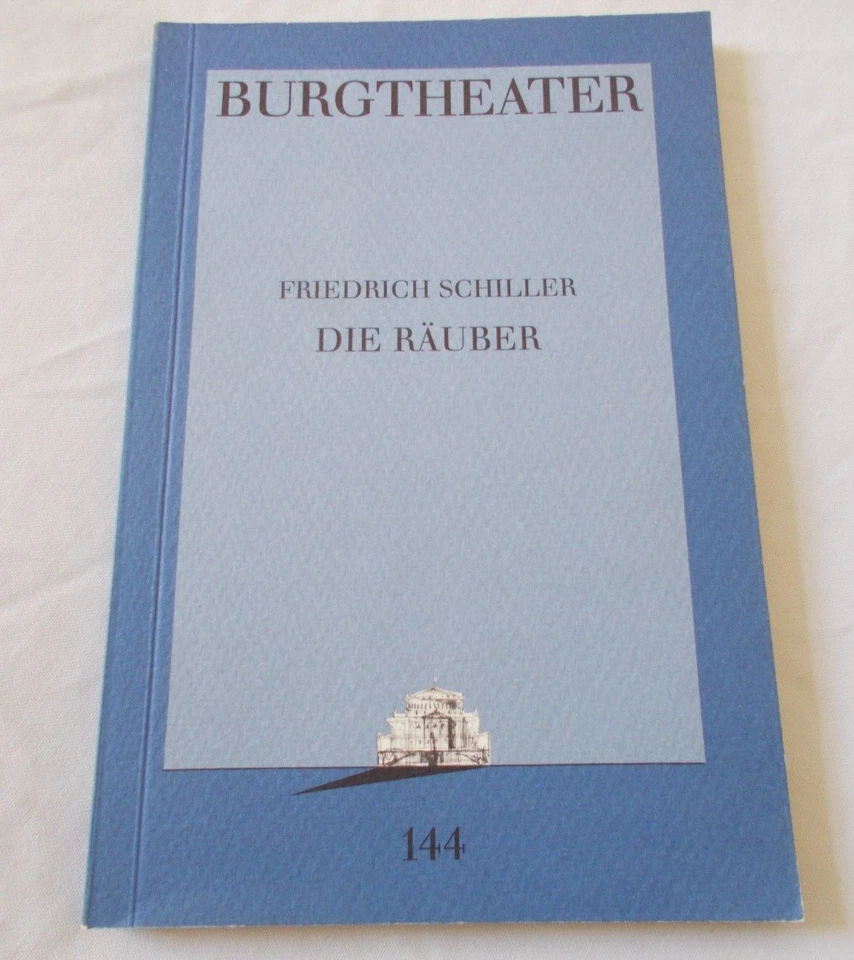 BURGTHEATER
FRIEDRICH SCHILLER
DIE RÄUBER
144